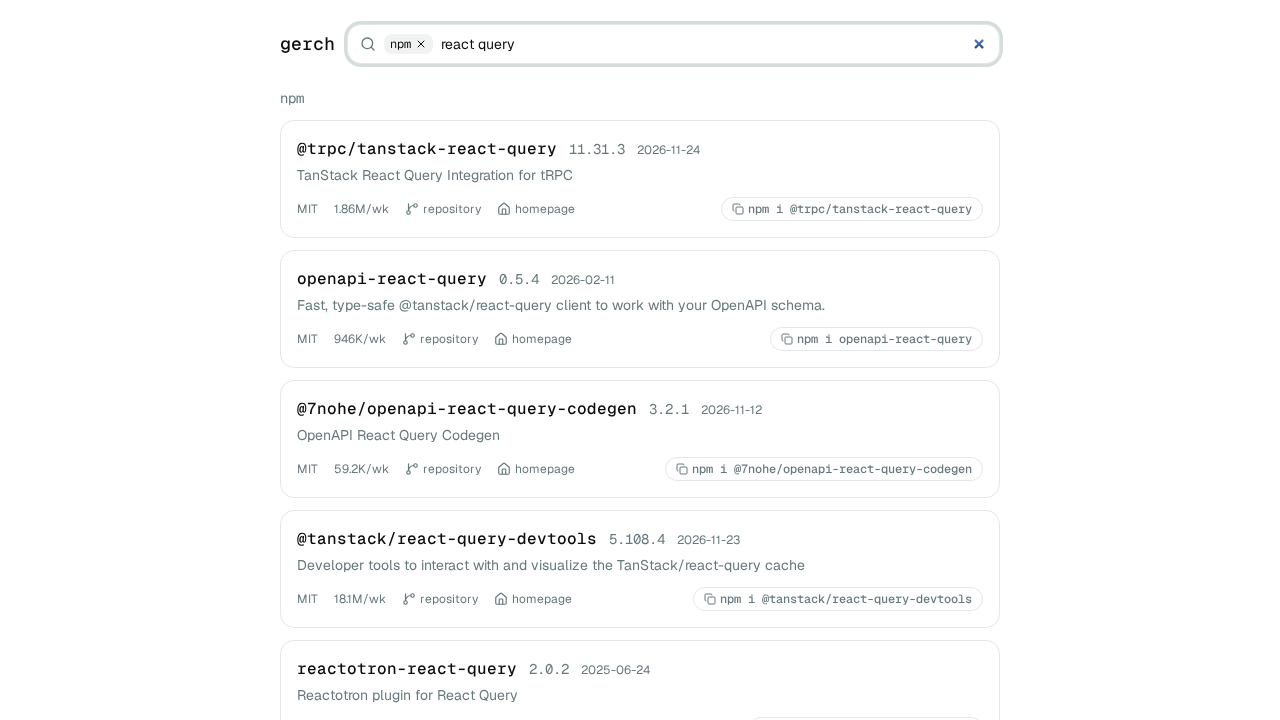 gerch npm react query
npm
@trpc/tanstack-react-query 11.31.3 2026-11-24
TanStack React Query Integration for tRPC
MIT 1.86M/wk repository homepage npm i @trpc/tanstack-react-query
openapi-react-query 0.5.4 2026-02-11
Fast, type-safe @tanstack/react-query client to work with your OpenAPI schema.
MIT 946K/wk repository homepage npm i openapi-react-query
@7nohe/openapi-react-query-codegen 3.2.1 2026-11-12
OpenAPI React Query Codegen
MIT 59.2K/wk repository homepage npm i @7nohe/openapi-react-query-codegen
@tanstack/react-query-devtools 5.108.4 2026-11-23
Developer tools to interact with and visualize the TanStack/react-query cache
MIT 18.1M/wk repository homepage npm i @tanstack/react-query-devtools
reactotron-react-query 2.0.2 2025-06-24
Reactotron plugin for React Query